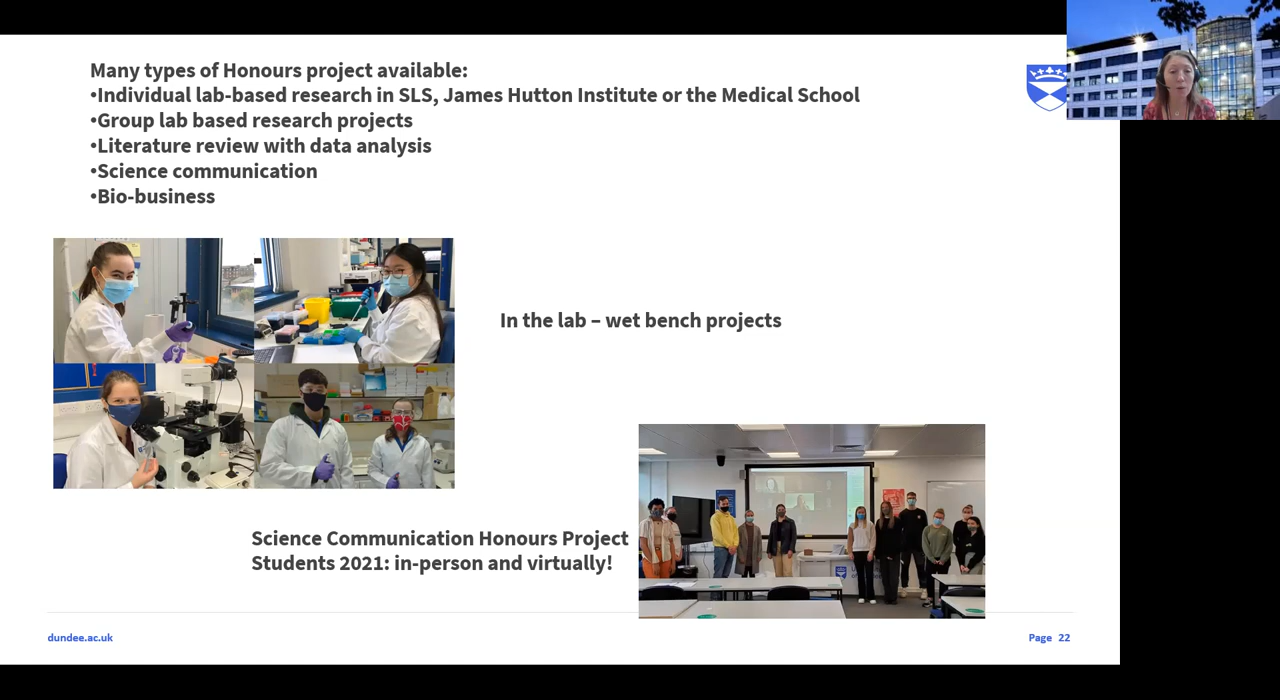 Many types of Honours project available:
•Individual lab-based research in SLS, James Hutton Institute or the Medical School
•Group lab based research projects
•Literature review with data analysis
•Science communication
•Bio-business
In the lab – wet bench projects
Science Communication Honours Project
Students 2021: in-person and virtually!
dundee.ac.uk
Page 22